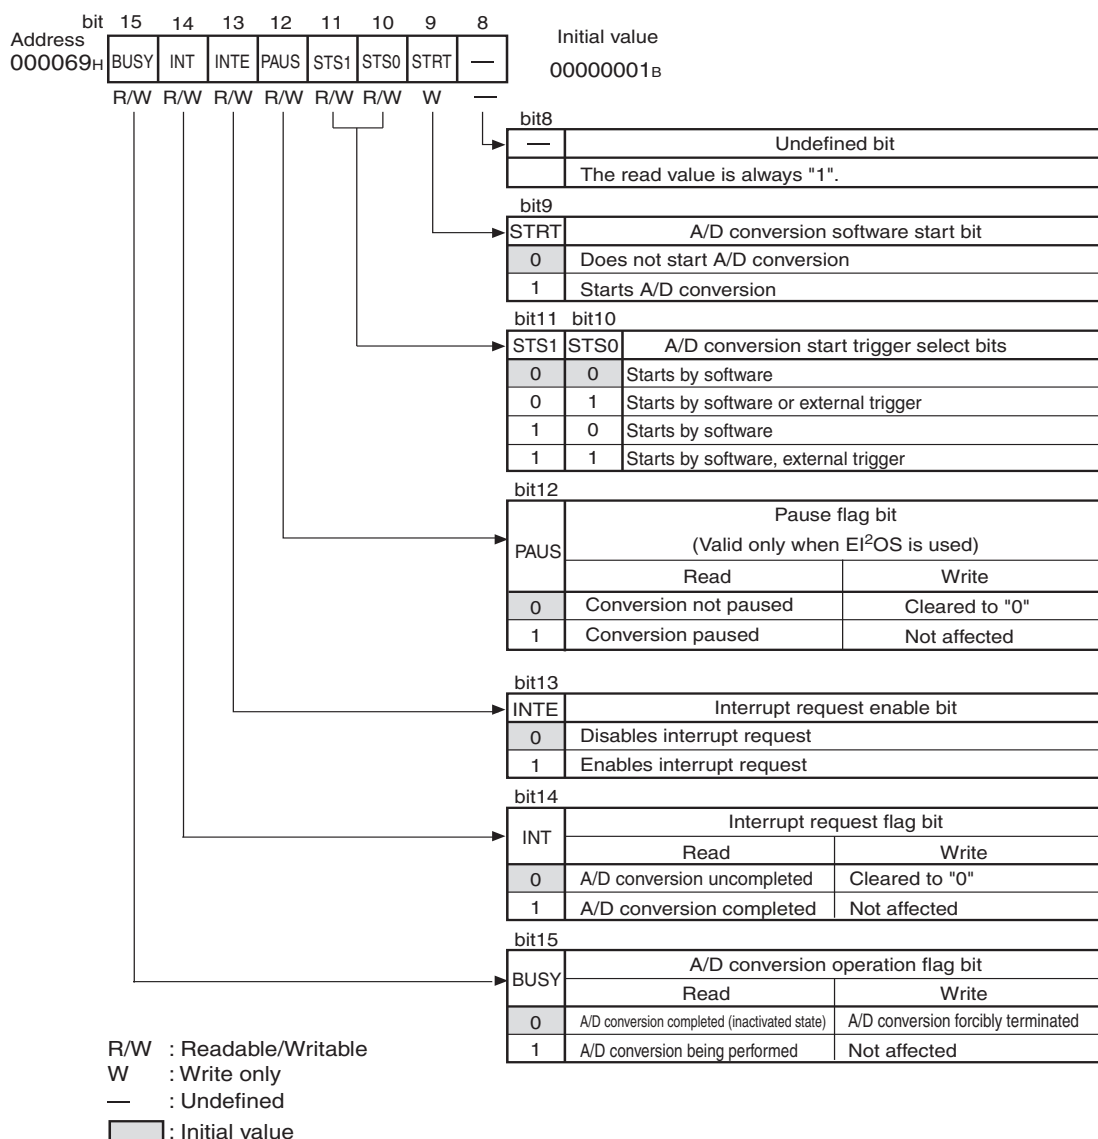 bit 15 14 13 12 11 10 9 8
Address
Initial value
000069H BUSY INT INTE PAUS STS1 STS0 STRT —
00000001B
R/W R/W R/W R/W R/W R/W W —
bit8
— Undefined bit
The read value is always "1".
bit9
STRT A/D conversion software start bit
0 Does not start A/D conversion
1 Starts A/D conversion
bit11 bit10
STS1 STS0 A/D conversion start trigger select bits
0 0 Starts by software
0 1 Starts by software or external trigger
1 0 Starts by software
1 1 Starts by software, external trigger
bit12
PAUS Pause flag bit
(Valid only when EI²OS is used)
Read Write
0 Conversion not paused Cleared to "0"
1 Conversion paused Not affected
bit13
INTE Interrupt request enable bit
0 Disables interrupt request
1 Enables interrupt request
bit14
INT Interrupt request flag bit
Read Write
0 A/D conversion uncompleted Cleared to "0"
1 A/D conversion completed Not affected
bit15
BUSY A/D conversion operation flag bit
Read Write
0 A/D conversion completed (inactivated state) A/D conversion forcibly terminated
1 A/D conversion being performed Not affected
R/W : Readable/Writable
W : Write only
— : Undefined
: Initial value